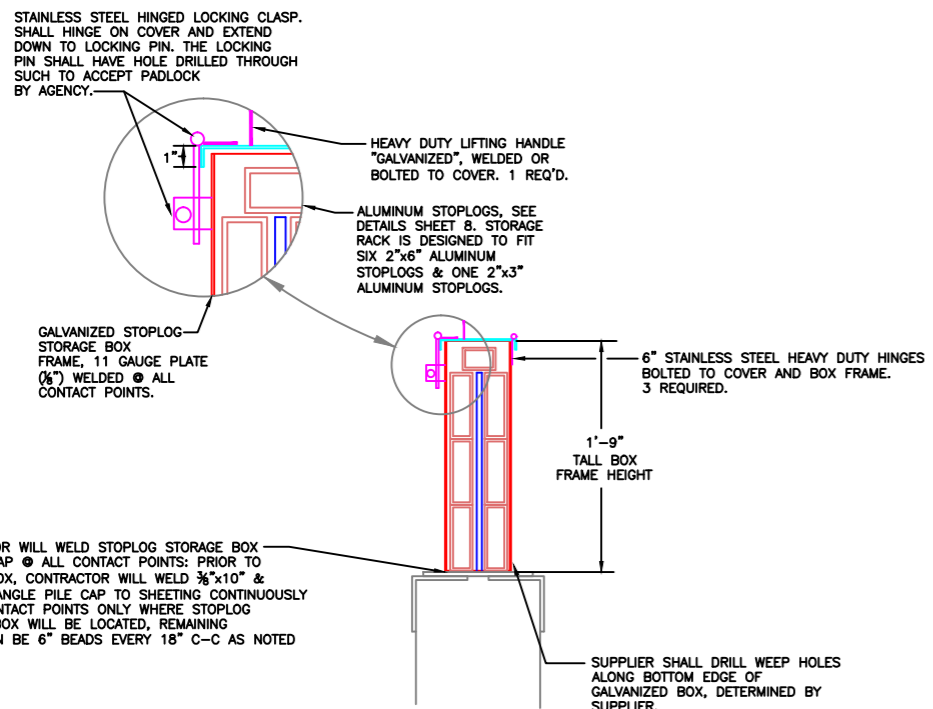 STAINLESS STEEL HINGED LOCKING CLASP.
SHALL HINGE ON COVER AND EXTEND
DOWN TO LOCKING PIN. THE LOCKING
PIN SHALL HAVE HOLE DRILLED THROUGH
SUCH TO ACCEPT PADLOCK
BY AGENCY.
1"
HEAVY DUTY LIFTING HANDLE
"GALVANIZED", WELDED OR
BOLTED TO COVER. 1 REQ'D.
ALUMINUM STOPLOGS, SEE
DETAILS SHEET 8. STORAGE
RACK IS DESIGNED TO FIT
SIX 2"x6" ALUMINUM
STOPLOGS & ONE 2"x3"
ALUMINUM STOPLOGS.
GALVANIZED STOPLOG
STORAGE BOX
FRAME, 11 GAUGE PLATE
(⅛") WELDED @ ALL
CONTACT POINTS.
6" STAINLESS STEEL HEAVY DUTY HINGES
BOLTED TO COVER AND BOX FRAME.
3 REQUIRED.
1'-9"
TALL BOX
FRAME HEIGHT
OR WILL WELD STOPLOG STORAGE BOX
AP @ ALL CONTACT POINTS: PRIOR TO
OX, CONTRACTOR WILL WELD ⅜"x10" &
ANGLE PILE CAP TO SHEETING CONTINUOUSLY
NTACT POINTS ONLY WHERE STOPLOG
BOX WILL BE LOCATED, REMAINING
N BE 6" BEADS EVERY 18" C-C AS NOTED
SUPPLIER SHALL DRILL WEEP HOLES
ALONG BOTTOM EDGE OF
GALVANIZED BOX, DETERMINED BY
SUPPLIER.